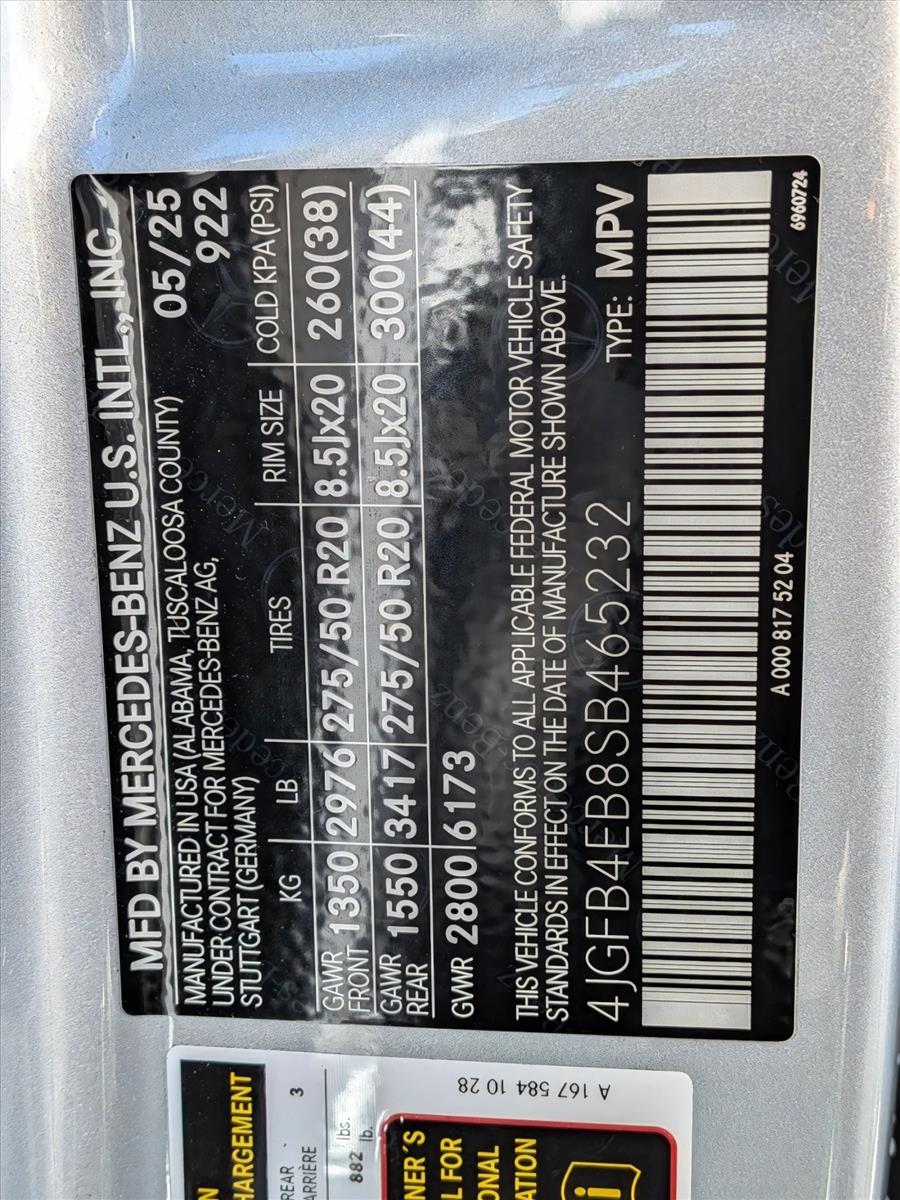 MFD BY MERCEDES-BENZ U.S. INTL., INC.
MANUFACTURED IN USA (ALABAMA, TUSCALOOSA COUNTY) 05/25
UNDER CONTRACT FOR MERCEDES-BENZ AG, 922
STUTTGART (GERMANY)
KG LB TIRES RIM SIZE COLD KPA (PSI)
GAWR FRONT 1350 2976 275/50 R20 8.5Jx20 260(38)
GAWR REAR 1550 3417 275/50 R20 8.5Jx20 300(44)
GVWR 2800 6173
THIS VEHICLE CONFORMS TO ALL APPLICABLE FEDERAL MOTOR VEHICLE SAFETY
STANDARDS IN EFFECT ON THE DATE OF MANUFACTURE SHOWN ABOVE.
4JGFB4EB8SB465232 TYPE: MPV
A 000 817 52 04 6960724
N
HARGEMENT
REAR 3
ARRIÈRE
882 lbs.
lb.
NER'S
L FOR
ONAL
ATION
i
A 167 584 10 28